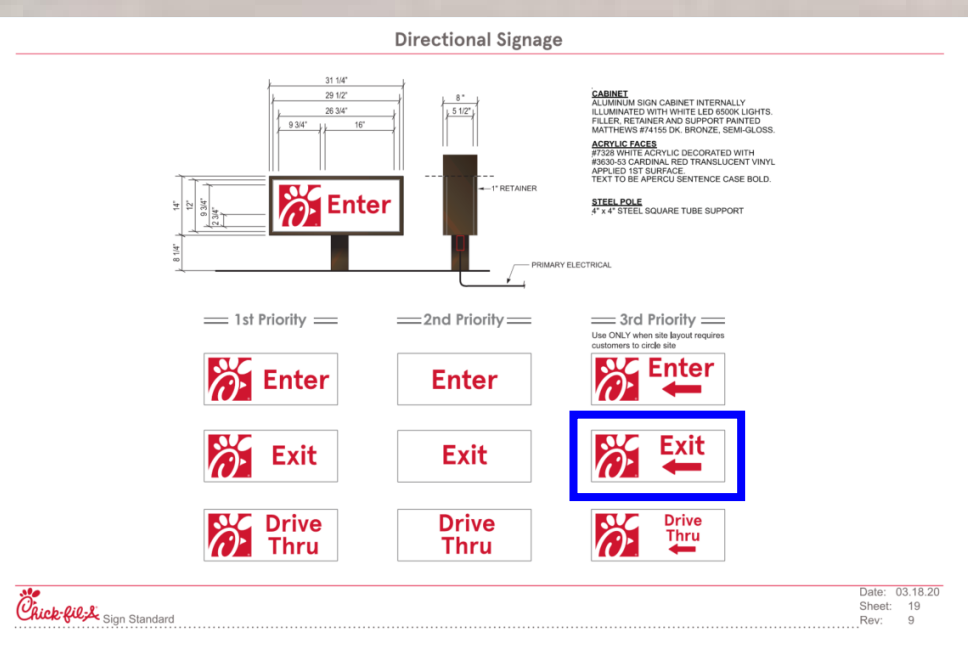 Directional Signage
31 1/4"
29 1/2"
26 3/4"
9 3/4"
16"
8 "
5 1/2"
14"
12"
9 3/4"
2 3/4"
8 1/4"
Enter
1" RETAINER
PRIMARY ELECTRICAL
CABINET
ALUMINUM SIGN CABINET INTERNALLY
ILLUMINATED WITH WHITE LED 6500K LIGHTS.
FILLER, RETAINER AND SUPPORT PAINTED
MATTHEWS #74155 DK. BRONZE, SEMI-GLOSS.
ACRYLIC FACES
#7328 WHITE ACRYLIC DECORATED WITH
#3630-53 CARDINAL RED TRANSLUCENT VINYL
APPLIED 1ST SURFACE.
TEXT TO BE APERCU SENTENCE CASE BOLD.
STEEL POLE
4" x 4" STEEL SQUARE TUBE SUPPORT
1st Priority
2nd Priority
3rd Priority
Use ONLY when site layout requires
customers to circle site
Enter
Enter
Enter
Exit
Exit
Exit
Drive
Thru
Drive
Thru
Drive
Thru
Chick-fil-A Sign Standard
Date: 03.18.20
Sheet: 19
Rev: 9